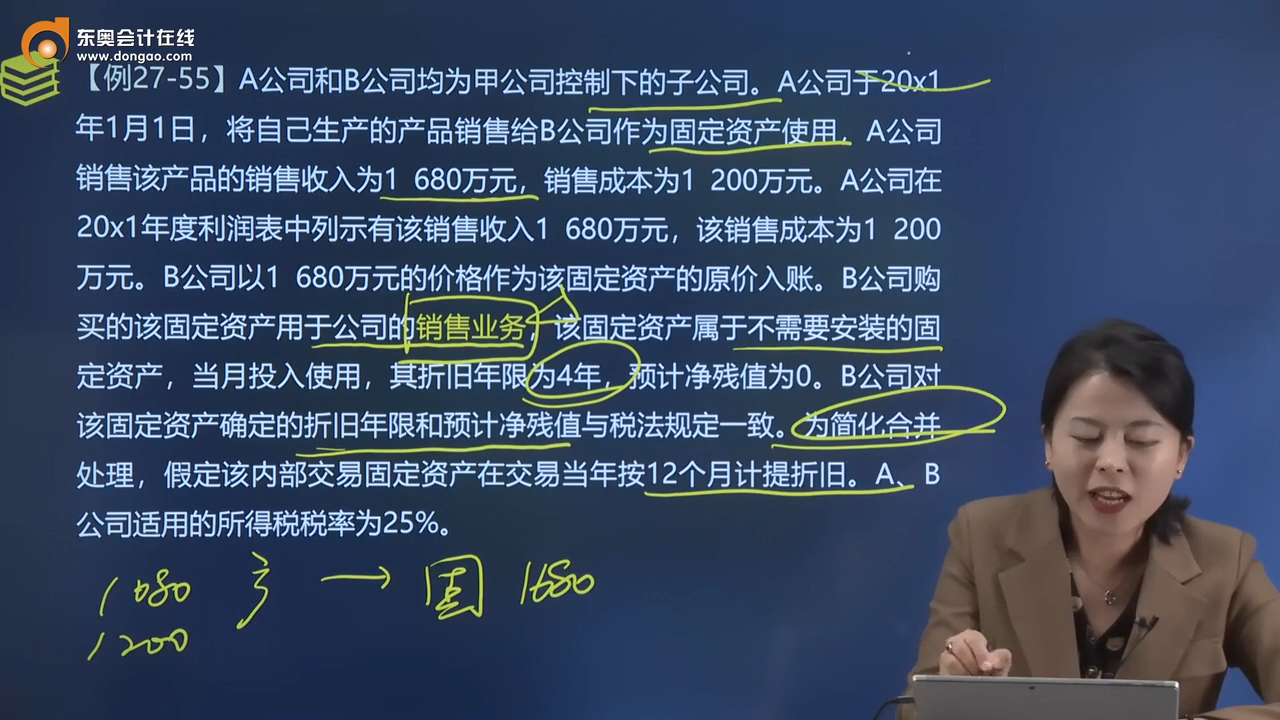 东奥会计在线
www.dongao.com
【例27-55】A公司和B公司均为甲公司控制下的子公司。A公司于20x1
年1月1日，将自己生产的产品销售给B公司作为固定资产使用，A公司
销售该产品的销售收入为1 680万元，销售成本为1 200万元。A公司在
20x1年度利润表中列示有该销售收入1 680万元，该销售成本为1 200
万元。B公司以1 680万元的价格作为该固定资产的原价入账。B公司购
买的该固定资产用于公司的销售业务，该固定资产属于不需要安装的固
定资产，当月投入使用，其折旧年限为4年，预计净残值为0。B公司对
该固定资产确定的折旧年限和预计净残值与税法规定一致。为简化合并
处理，假定该内部交易固定资产在交易当年按12个月计提折旧。A、B
公司适用的所得税税率为25%。
1680 → 固 1680
1200